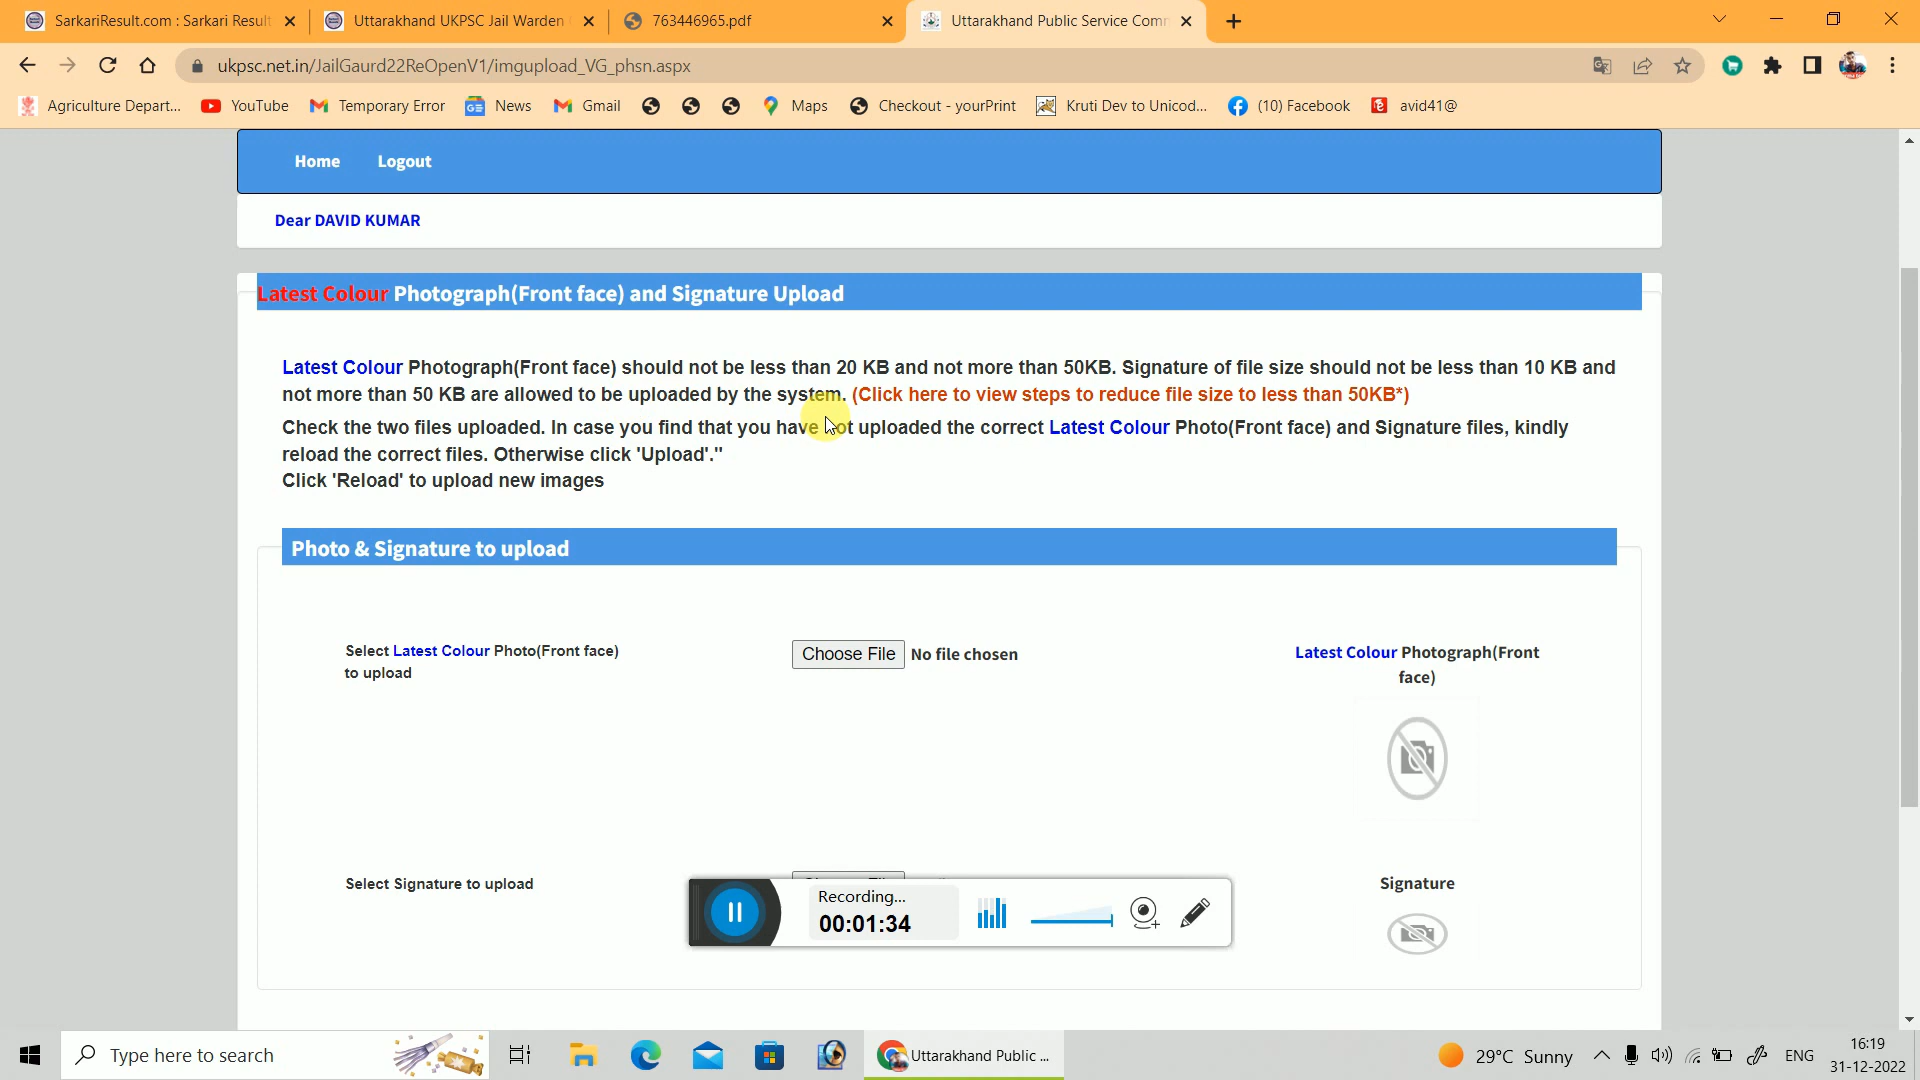 SarkariResult.com : Sarkari Result
Uttarakhand UKPSC Jail Warden
763446965.pdf
Uttarakhand Public Service Comm
ukpsc.net.in/JailGaurd22ReOpenV1/imgupload_VG_phsn.aspx
Agriculture Depart...
YouTube
Temporary Error
News
Gmail
Maps
Checkout - yourPrint
Kruti Dev to Unicod...
(10) Facebook
avid41@
Home
Logout
Dear DAVID KUMAR
Latest Colour Photograph(Front face) and Signature Upload
Latest Colour Photograph(Front face) should not be less than 20 KB and not more than 50KB. Signature of file size should not be less than 10 KB and
not more than 50 KB are allowed to be uploaded by the system. (Click here to view steps to reduce file size to less than 50KB*)
Check the two files uploaded. In case you find that you have not uploaded the correct Latest Colour Photo(Front face) and Signature files, kindly
reload the correct files. Otherwise click 'Upload'."
Click 'Reload' to upload new images
Photo & Signature to upload
Select Latest Colour Photo(Front face)
to upload
Choose File No file chosen
Latest Colour Photograph(Front
face)
Select Signature to upload
Signature
Recording...
00:01:34
Type here to search
Uttarakhand Public ...
29°C Sunny
ENG
16:19
31-12-2022